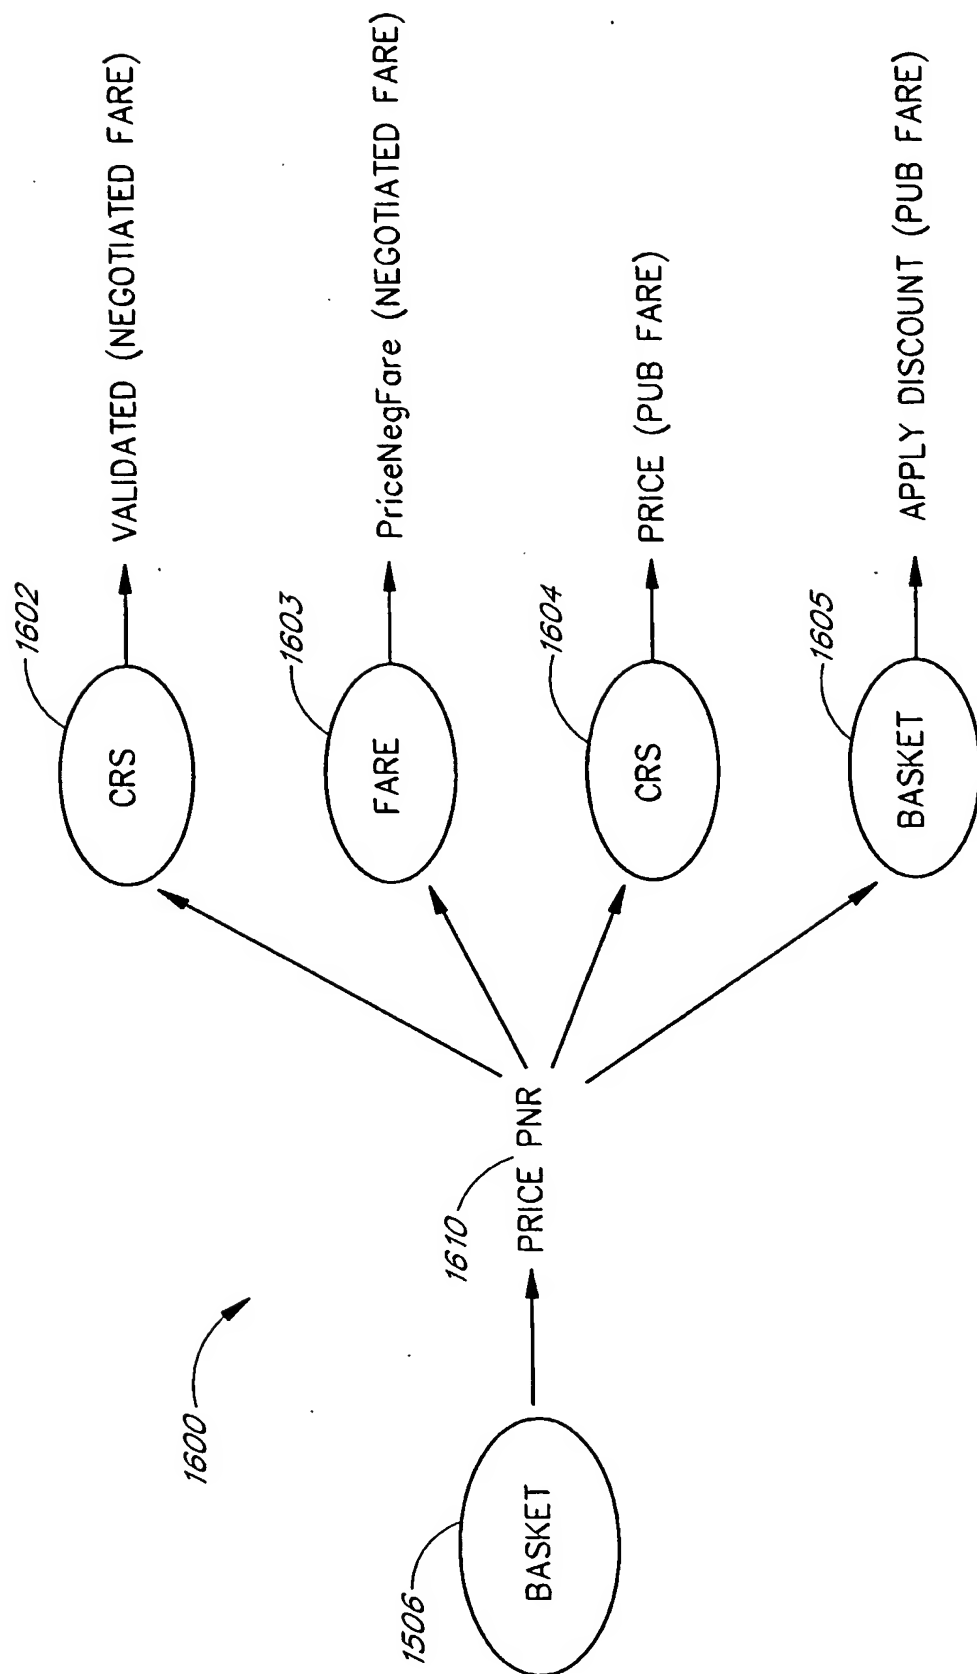 1600
1506
BASKET
1610
PRICE PNR
1602
CRS
VALIDATED (NEGOTIATED FARE)
1603
FARE
PriceNegFare (NEGOTIATED FARE)
1604
CRS
PRICE (PUB FARE)
1605
BASKET
APPLY DISCOUNT (PUB FARE)